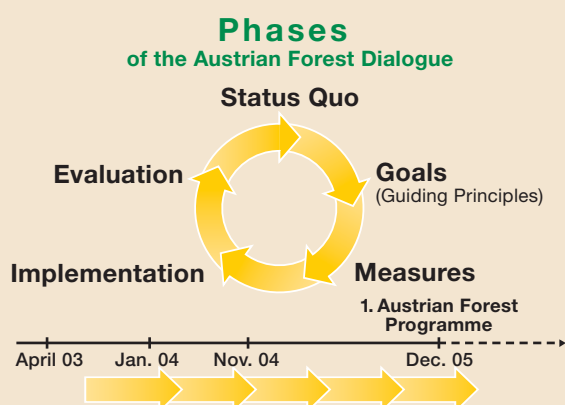 Phases
of the Austrian Forest Dialogue
Status Quo
Evaluation
Goals
(Guiding Principles)
Implementation
Measures
1. Austrian Forest
Programme
April 03 Jan. 04 Nov. 04 Dec. 05